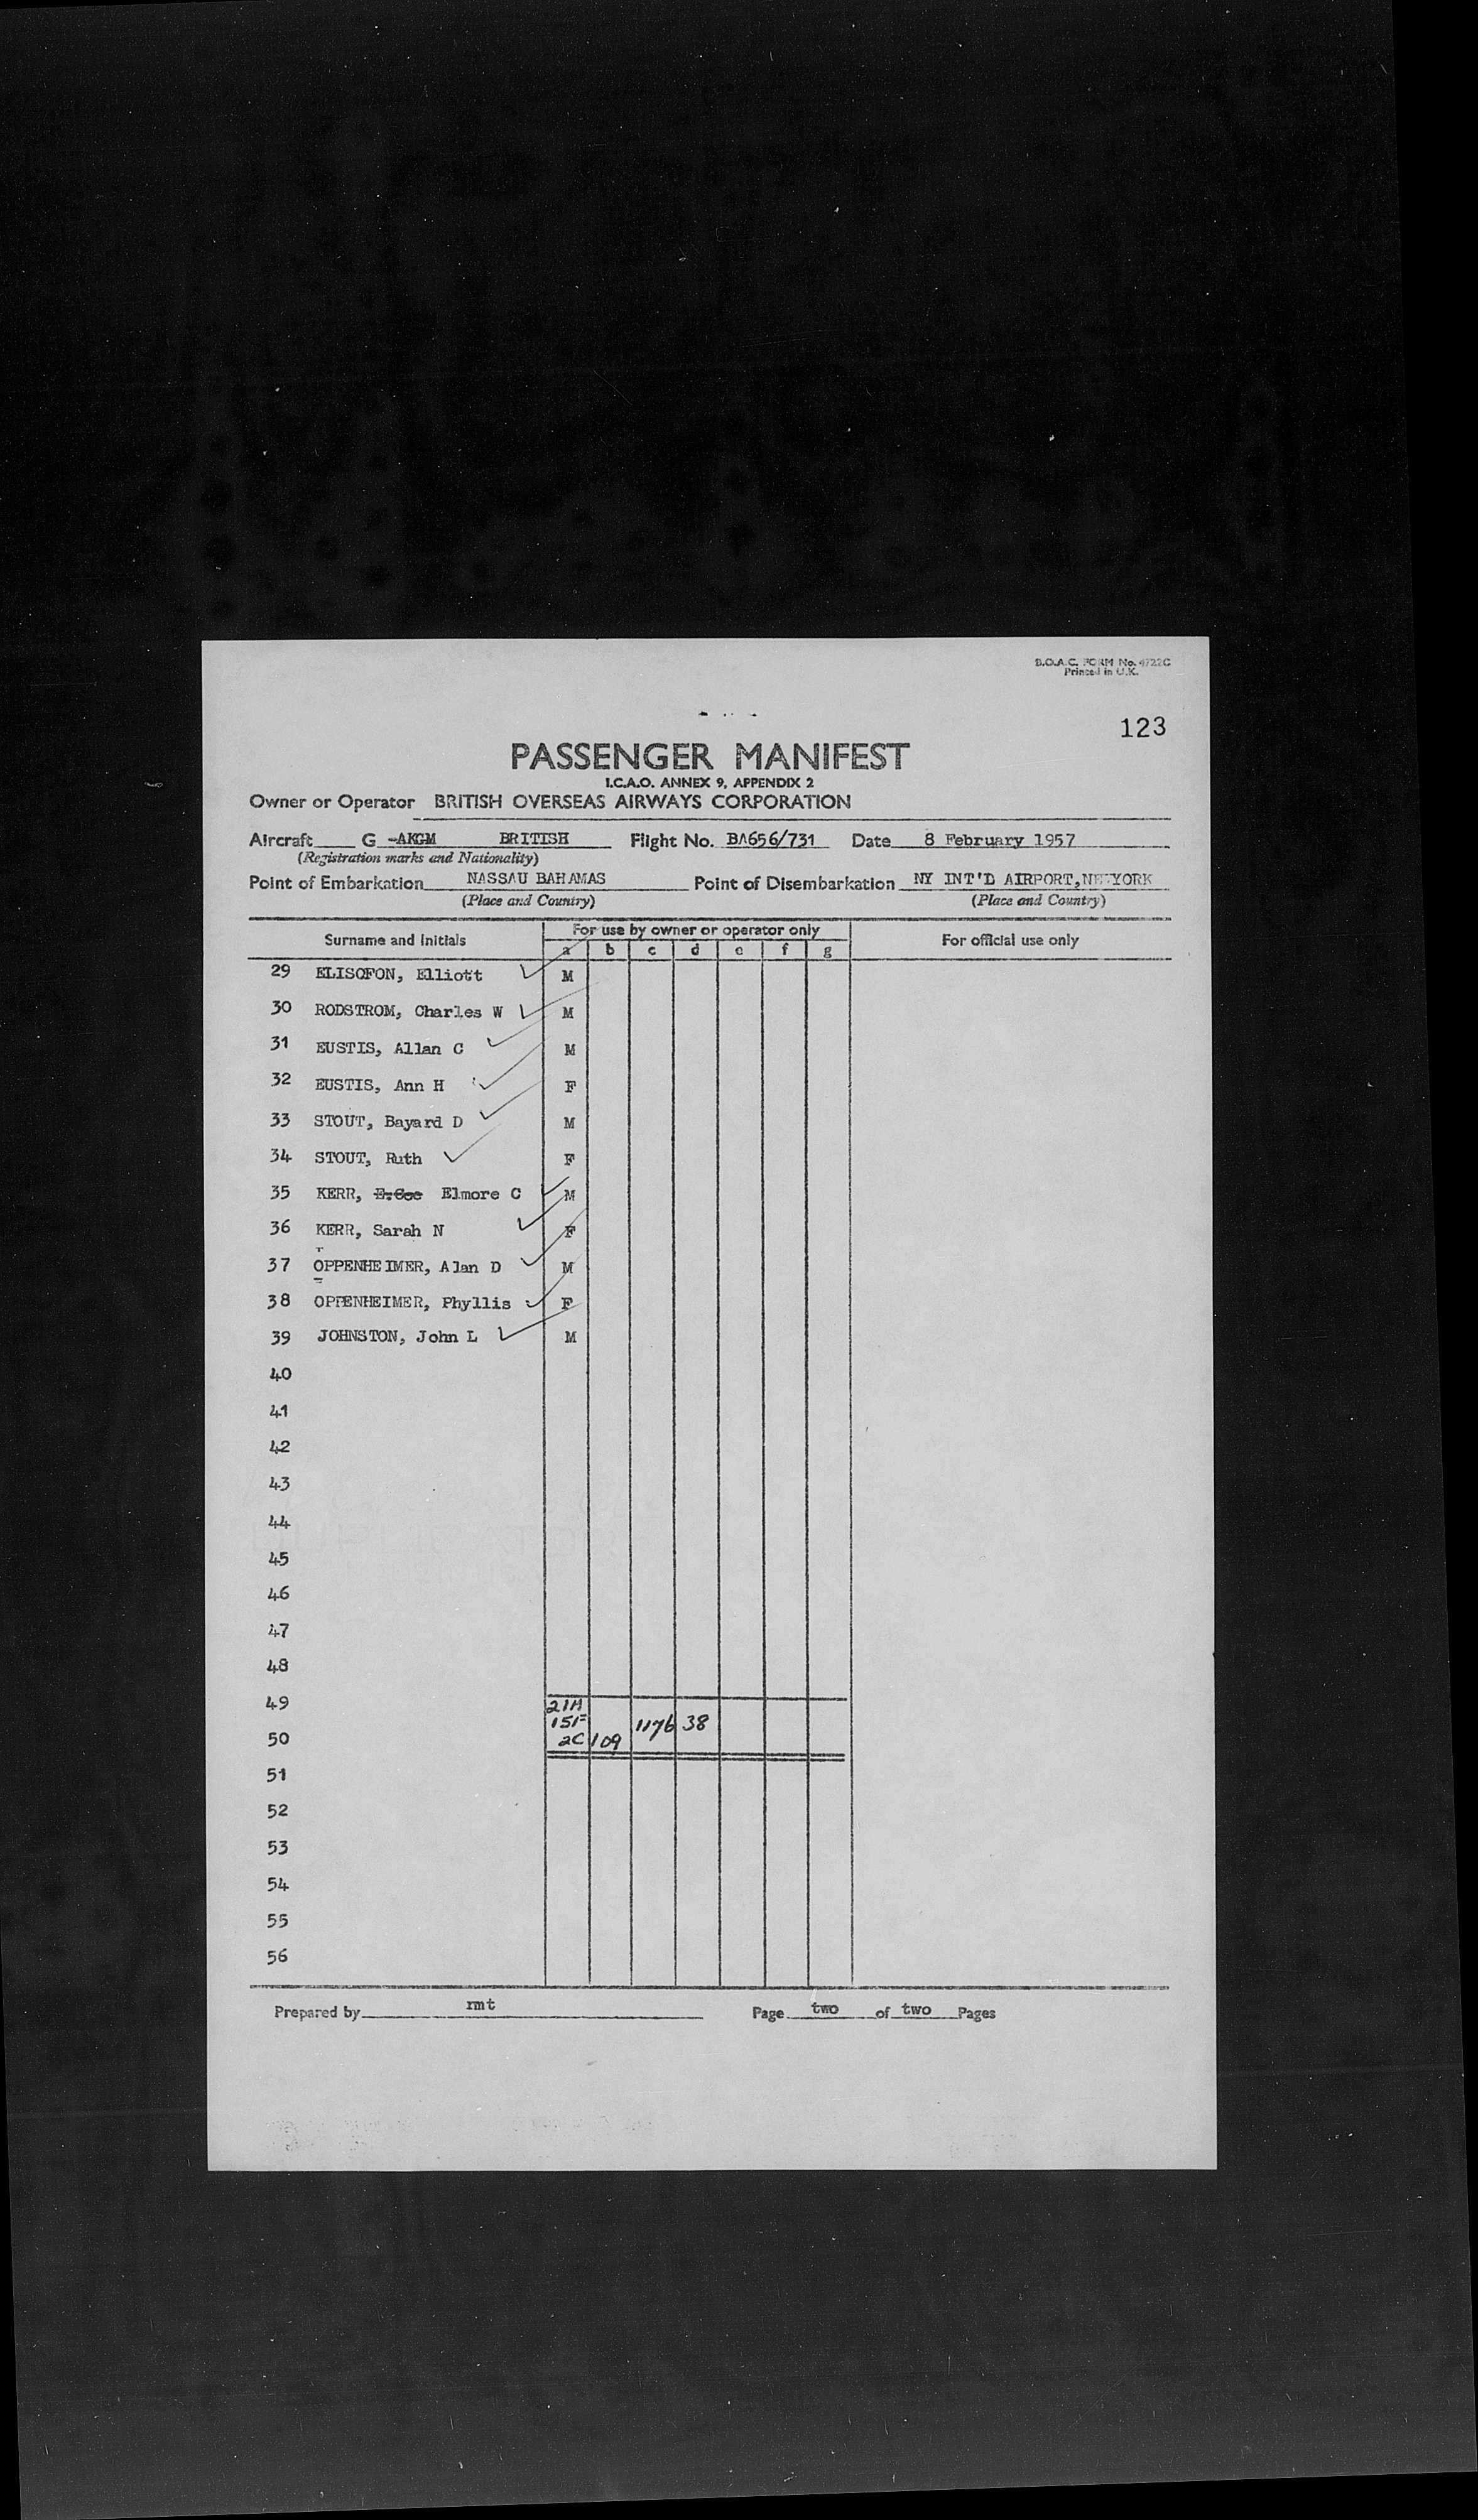 B.O.A.C. FORM No. 4722C
Printed in U.K.
123
PASSENGER MANIFEST
I.C.A.O. ANNEX 9, APPENDIX 2
Owner or Operator BRITISH OVERSEAS AIRWAYS CORPORATION
Aircraft G -AKGM BRITISH Flight No. BA656/731 Date 8 February 1957
(Registration marks and Nationality)
Point of Embarkation NASSAU BAHAMAS Point of Disembarkation NY INT'D AIRPORT, NEWYORK
(Place and Country) (Place and Country)
Surname and Initials For use by owner or operator only For official use only
a b c d e f g
29 ELISOFON, Elliott M
30 RODSTROM, Charles W M
31 EUSTIS, Allan C M
32 EUSTIS, Ann H F
33 STOUT, Bayard D M
34 STOUT, Ruth F
35 KERR, Elmore C M
36 KERR, Sarah N F
37 OPPENHEIMER, Alan D M
38 OPPENHEIMER, Phyllis F
39 JOHNSTON, John L M
40
41
42
43
44
45
46
47
48
49 21M
15F 1176 38
50 2C 109
51
52
53
54
55
56
Prepared by rmt Page two of two Pages